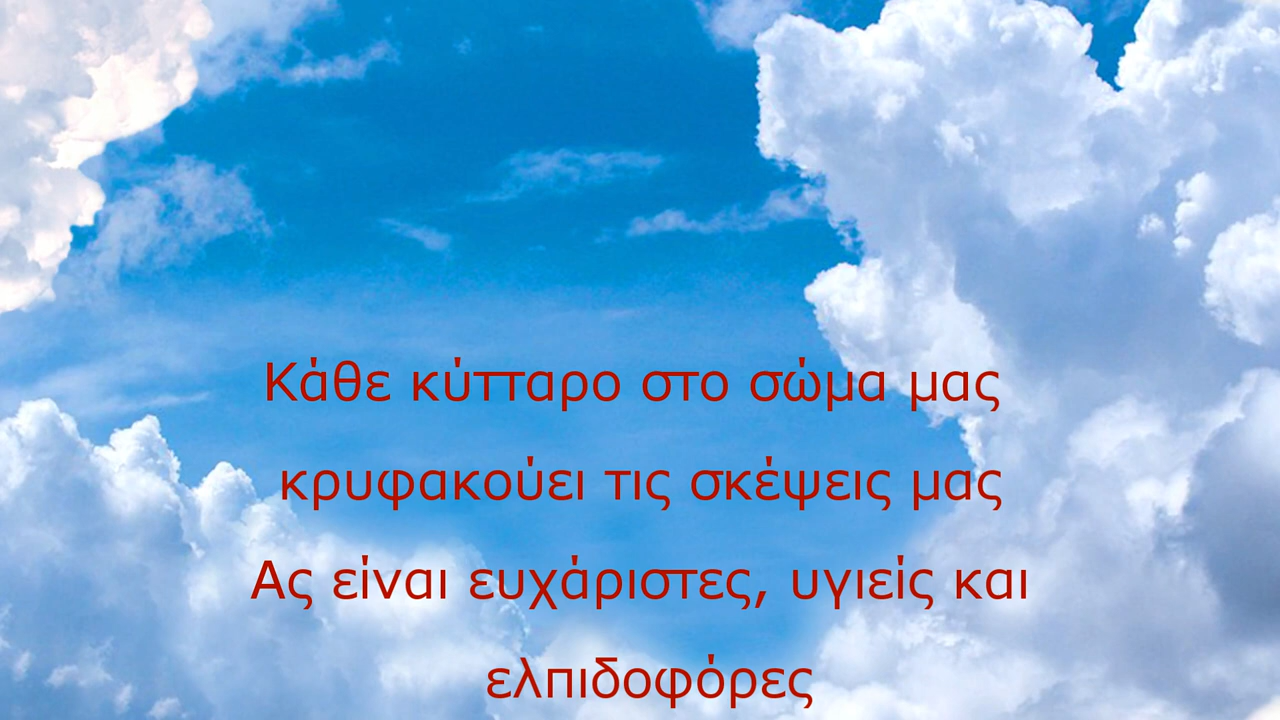 Κάθε κύτταρο στο σώμα μας
κρυφακούει τις σκέψεις μας
Ας είναι ευχάριστες, υγιείς και
ελπιδοφόρες